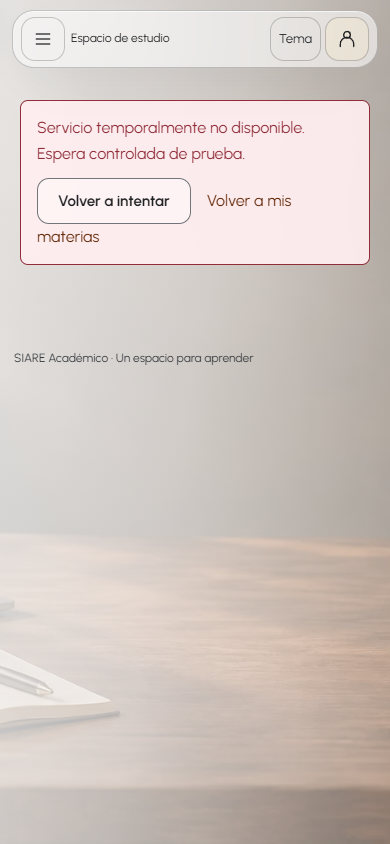 Espacio de estudio
Tema
Servicio temporalmente no disponible.
Espera controlada de prueba.
Volver a intentar
Volver a mis
materias
SIARE Académico · Un espacio para aprender